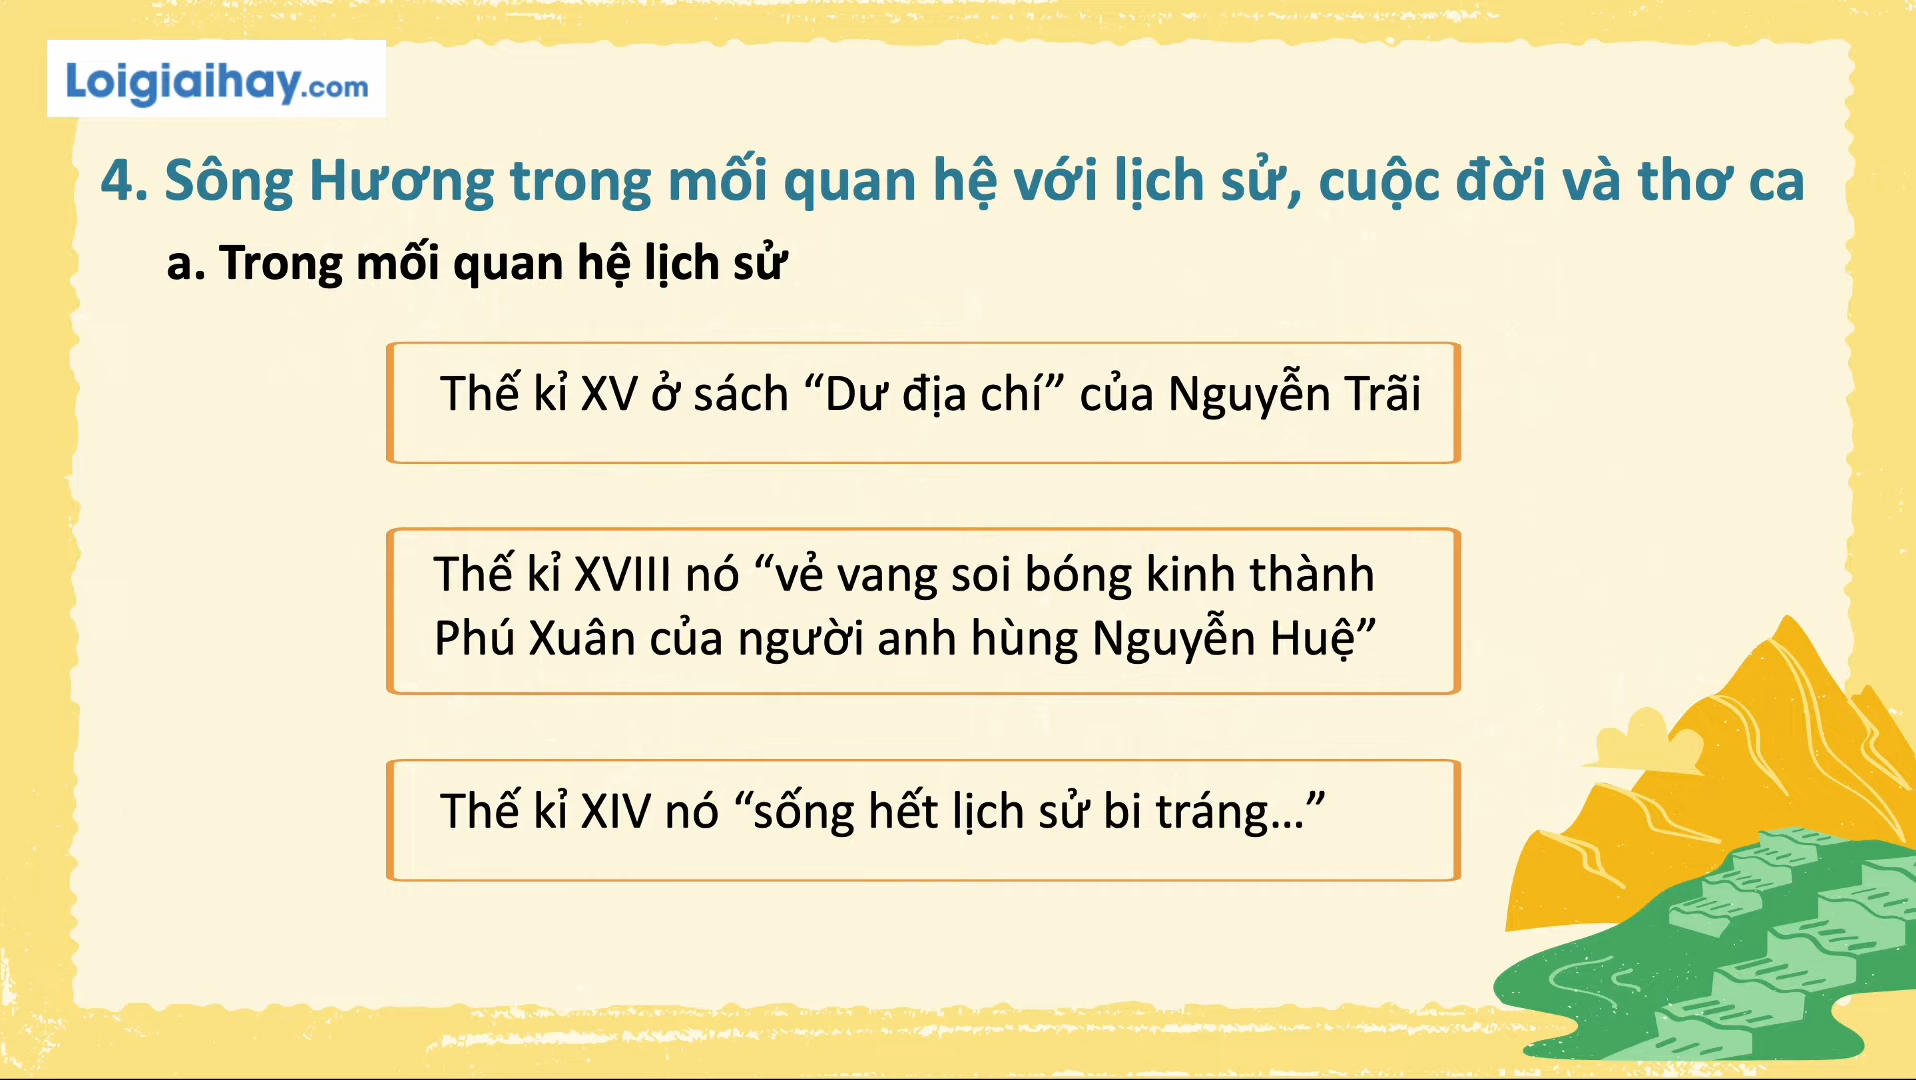 Loigiaihay.com
4. Sông Hương trong mối quan hệ với lịch sử, cuộc đời và thơ ca
a. Trong mối quan hệ lịch sử
Thế kỉ XV ở sách “Dư địa chí” của Nguyễn Trãi
Thế kỉ XVIII nó “vẻ vang soi bóng kinh thành
Phú Xuân của người anh hùng Nguyễn Huệ”
Thế kỉ XIV nó “sống hết lịch sử bi tráng…”